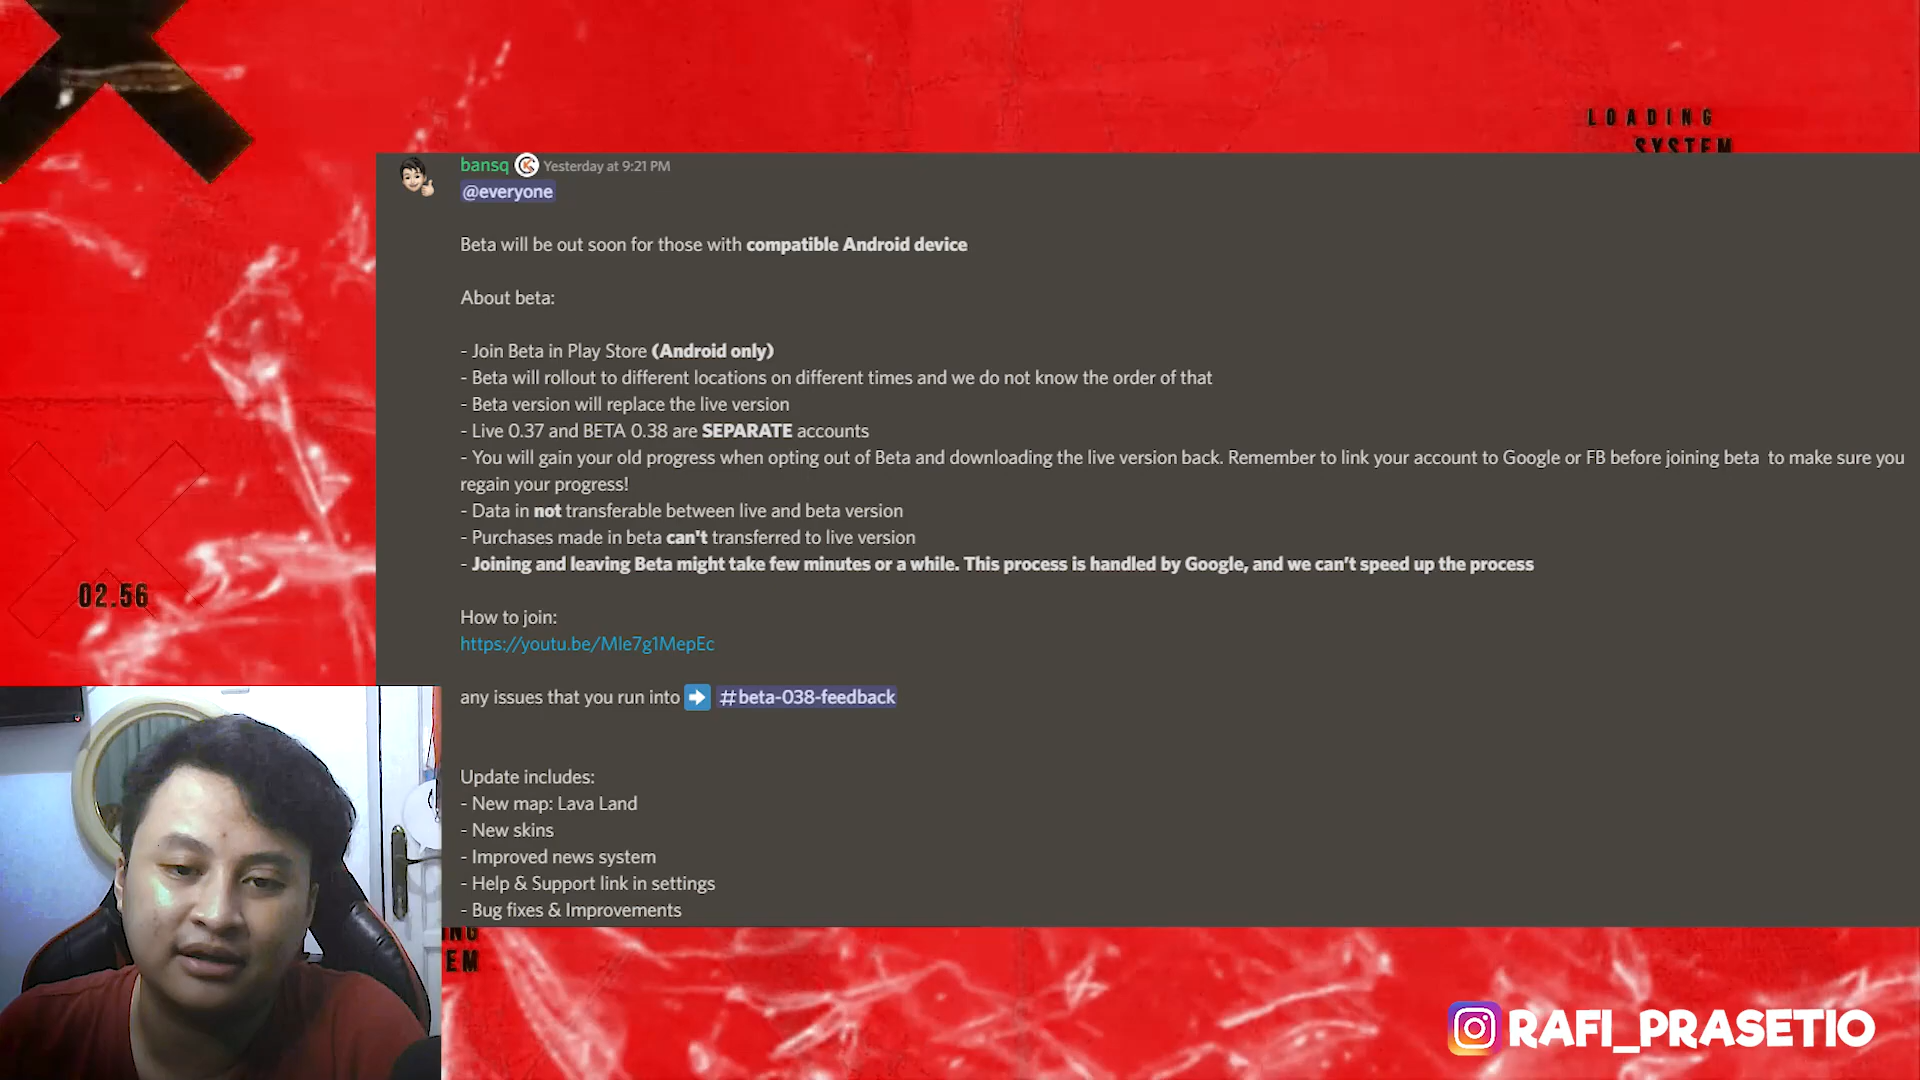 LOADING
SYSTEM
bansq Yesterday at 9:21 PM
@everyone
Beta will be out soon for those with compatible Android device
About beta:
- Join Beta in Play Store (Android only)
- Beta will rollout to different locations on different times and we do not know the order of that
- Beta version will replace the live version
- Live 0.37 and BETA 0.38 are SEPARATE accounts
- You will gain your old progress when opting out of Beta and downloading the live version back. Remember to link your account to Google or FB before joining beta to make sure you
regain your progress!
- Data in not transferable between live and beta version
- Purchases made in beta can't transferred to live version
- Joining and leaving Beta might take few minutes or a while. This process is handled by Google, and we can't speed up the process
02.56
How to join:
https://youtu.be/Mle7g1MepEc
any issues that you run into ➡ #beta-038-feedback
Update includes:
- New map: Lava Land
- New skins
- Improved news system
- Help & Support link in settings
- Bug fixes & Improvements
NG
EM
RAFI_PRASETIO